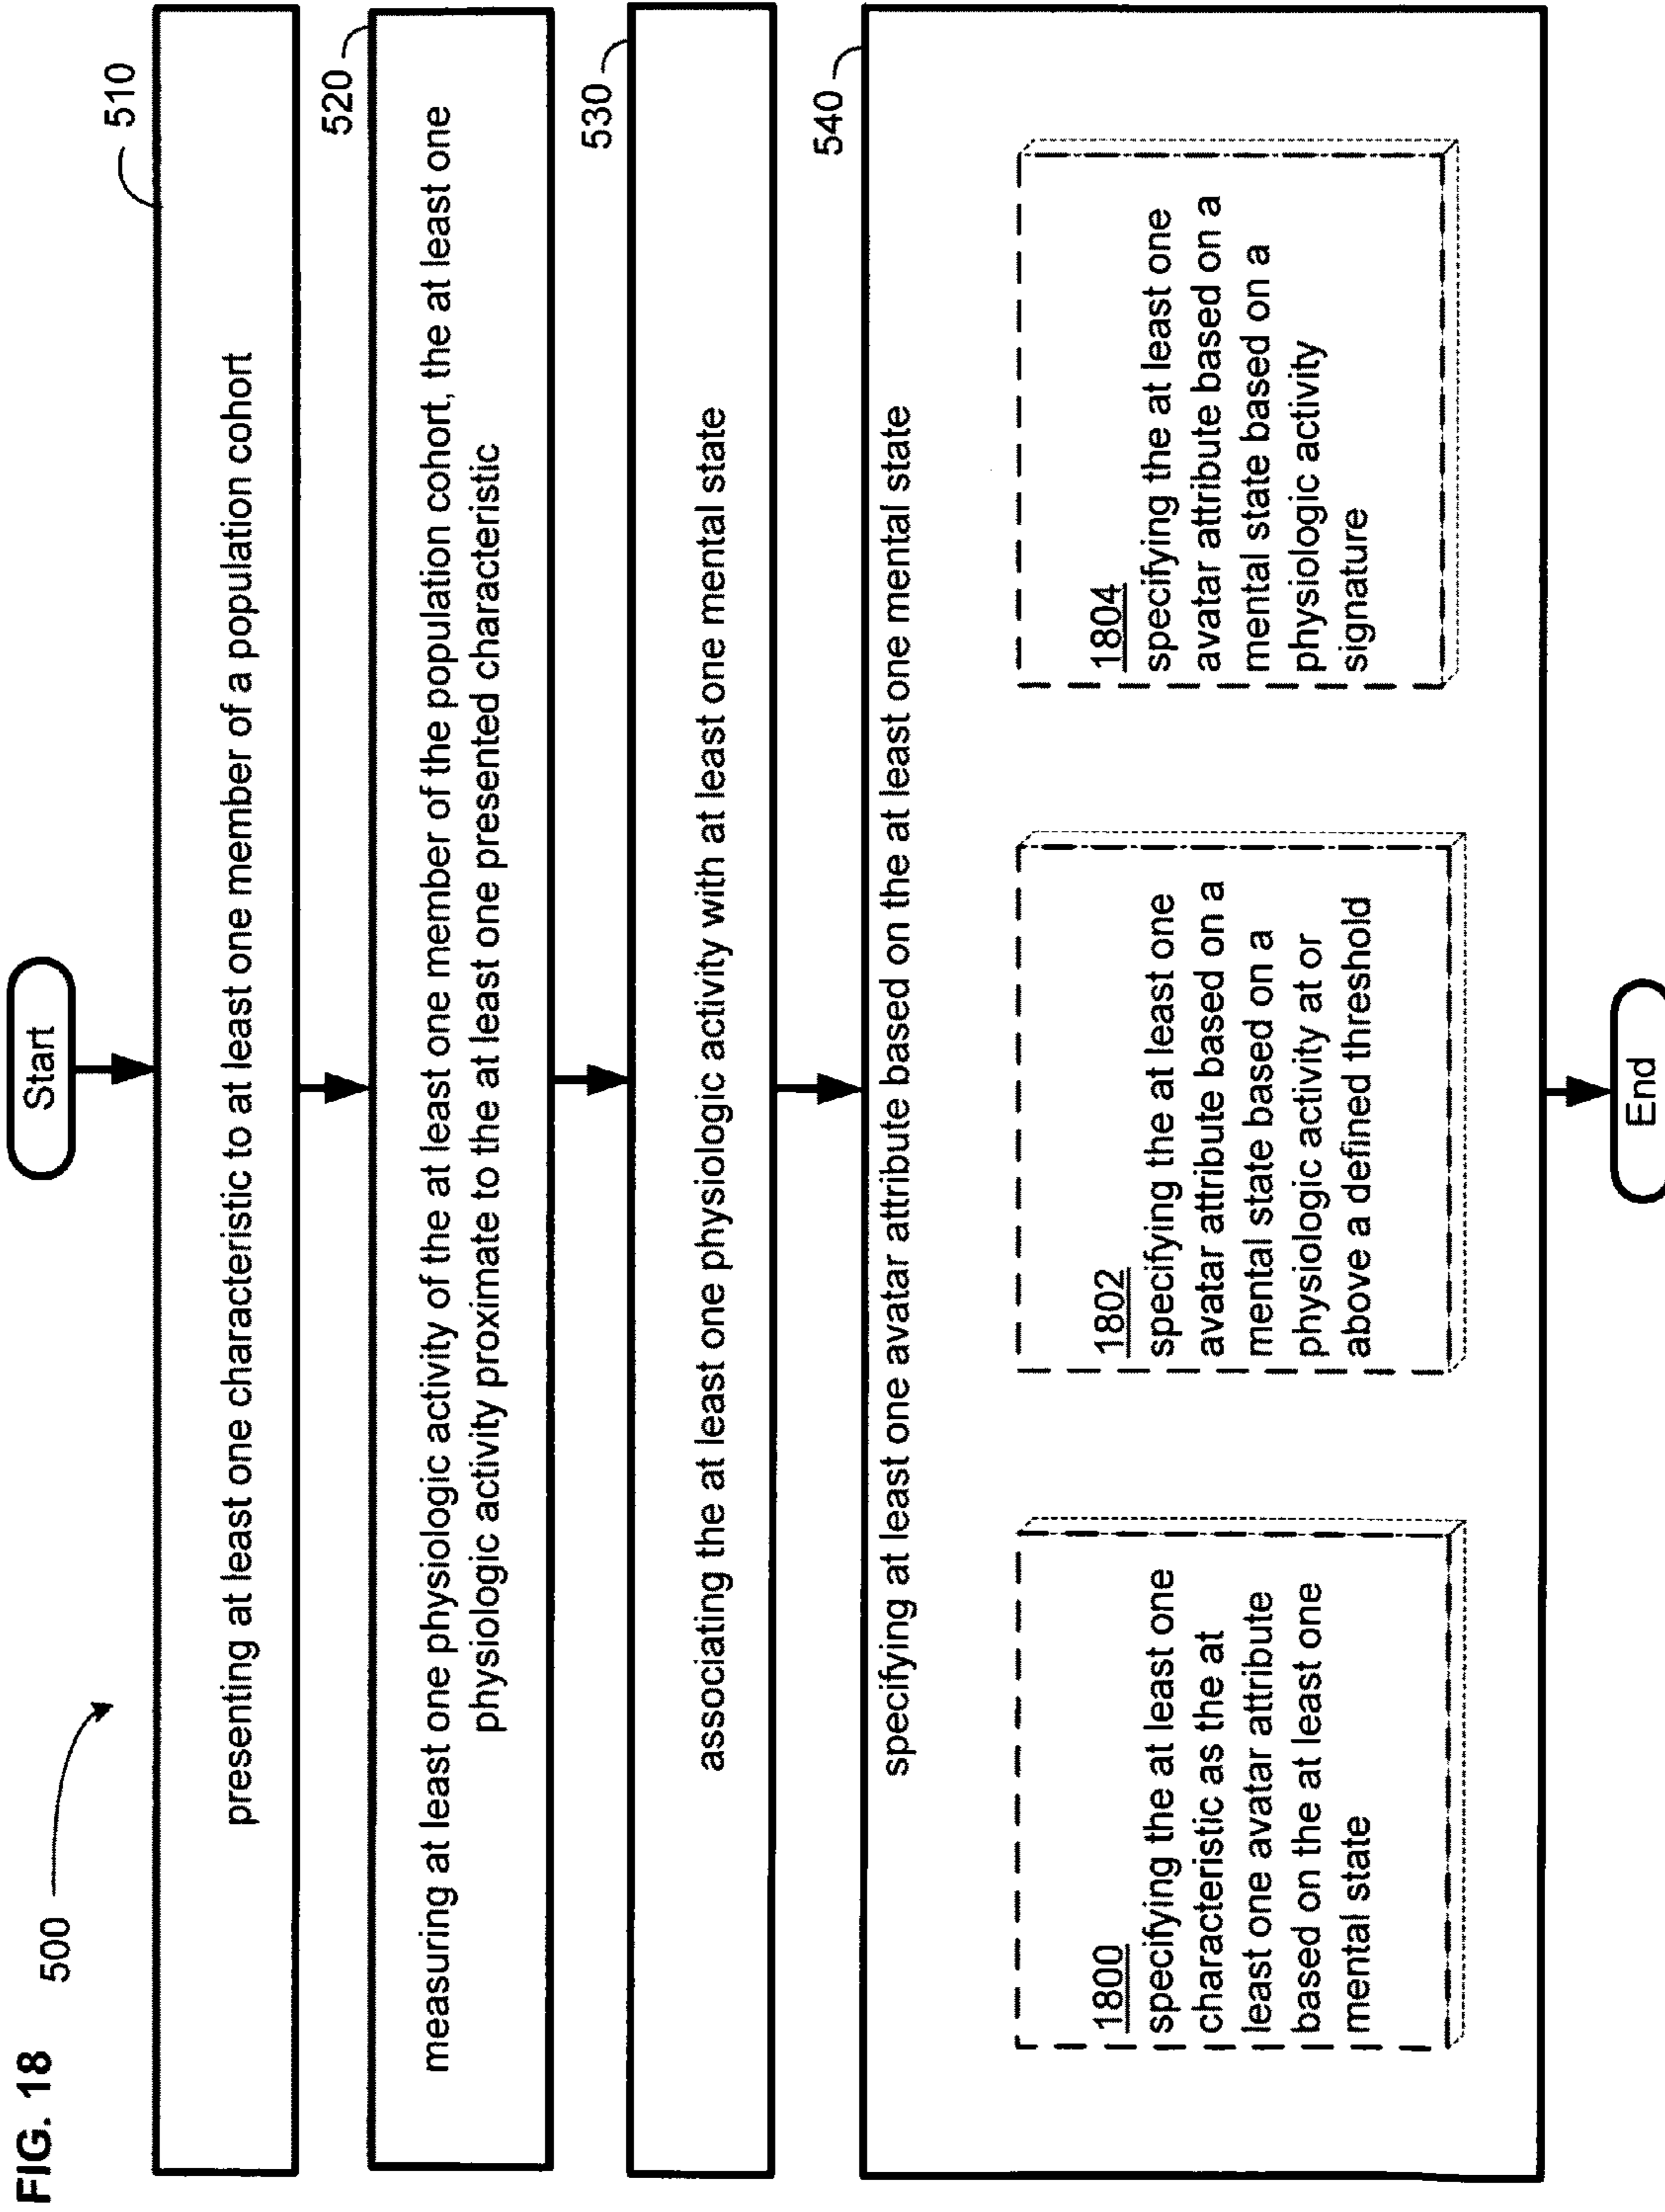 FIG. 18
500
Start
510
presenting at least one characteristic to at least one member of a population cohort
520
measuring at least one physiologic activity of the at least one member of the population cohort, the at least one
physiologic activity proximate to the at least one presented characteristic
530
associating the at least one physiologic activity with at least one mental state
540
specifying at least one avatar attribute based on the at least one mental state
1800
specifying the at least one
characteristic as the at
least one avatar attribute
based on the at least one
mental state
1802
specifying the at least one
avatar attribute based on a
mental state based on a
physiologic activity at or
above a defined threshold
1804
specifying the at least one
avatar attribute based on a
mental state based on a
physiologic activity
signature
End